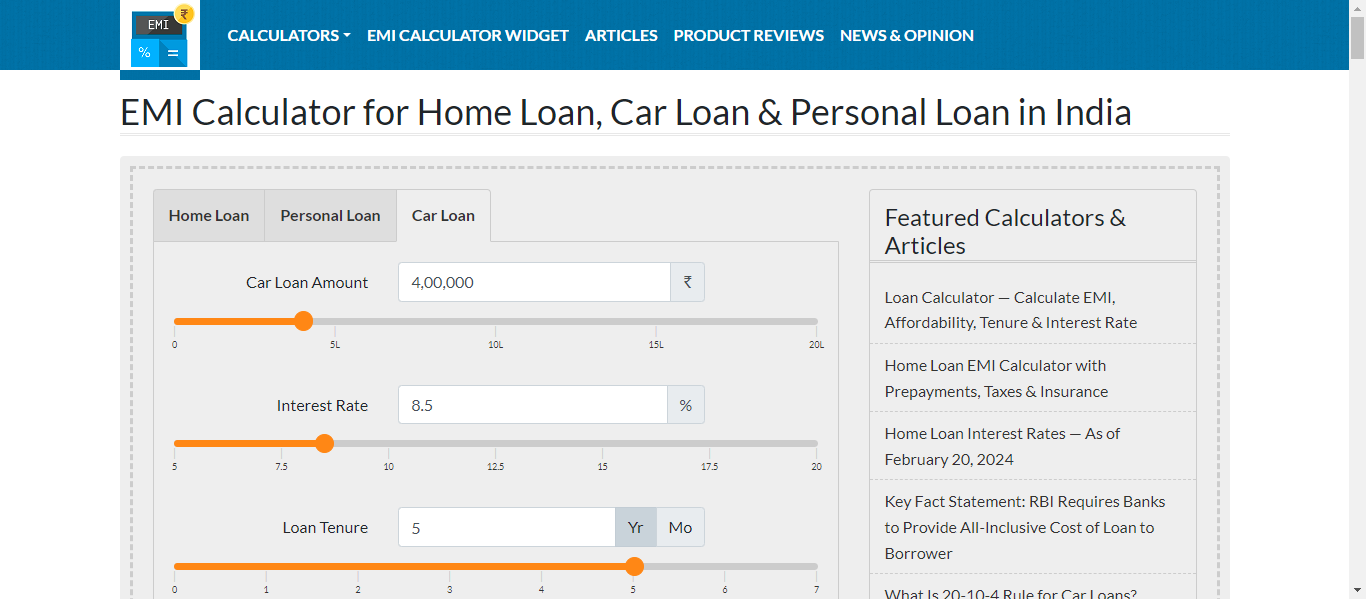 EMI
₹
%
=
CALCULATORS
EMI CALCULATOR WIDGET
ARTICLES
PRODUCT REVIEWS
NEWS & OPINION
EMI Calculator for Home Loan, Car Loan & Personal Loan in India
Home Loan
Personal Loan
Car Loan
Car Loan Amount
4,00,000
₹
0
5L
10L
15L
20L
Interest Rate
8.5
%
5
7.5
10
12.5
15
17.5
20
Loan Tenure
5
Yr
Mo
0
1
2
3
4
5
6
7
Featured Calculators &
Articles
Loan Calculator — Calculate EMI,
Affordability, Tenure & Interest Rate
Home Loan EMI Calculator with
Prepayments, Taxes & Insurance
Home Loan Interest Rates — As of
February 20, 2024
Key Fact Statement: RBI Requires Banks
to Provide All-Inclusive Cost of Loan to
Borrower
What Is 20-10-4 Rule for Car Loans?